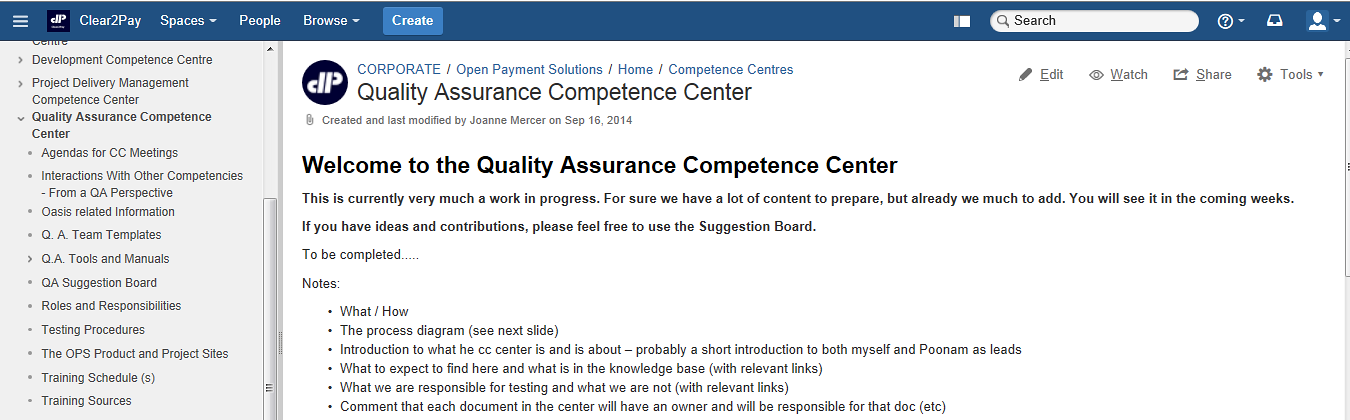 Clear2Pay Spaces People Browse Create Search
Centre
Development Competence Centre
Project Delivery Management
Competence Center
Quality Assurance Competence
Center
Agendas for CC Meetings
Interactions With Other Competencies
- From a QA Perspective
Oasis related Information
Q. A. Team Templates
Q.A. Tools and Manuals
QA Suggestion Board
Roles and Responsibilities
Testing Procedures
The OPS Product and Project Sites
Training Schedule (s)
Training Sources
CORPORATE / Open Payment Solutions / Home / Competence Centres
Quality Assurance Competence Center
Edit Watch Share Tools
Created and last modified by Joanne Mercer on Sep 16, 2014
Welcome to the Quality Assurance Competence Center
This is currently very much a work in progress. For sure we have a lot of content to prepare, but already we much to add. You will see it in the coming weeks.
If you have ideas and contributions, please feel free to use the Suggestion Board.
To be completed.....
Notes:
• What / How
• The process diagram (see next slide)
• Introduction to what he cc center is and is about – probably a short introduction to both myself and Poonam as leads
• What to expect to find here and what is in the knowledge base (with relevant links)
• What we are responsible for testing and what we are not (with relevant links)
• Comment that each document in the center will have an owner and will be responsible for that doc (etc)